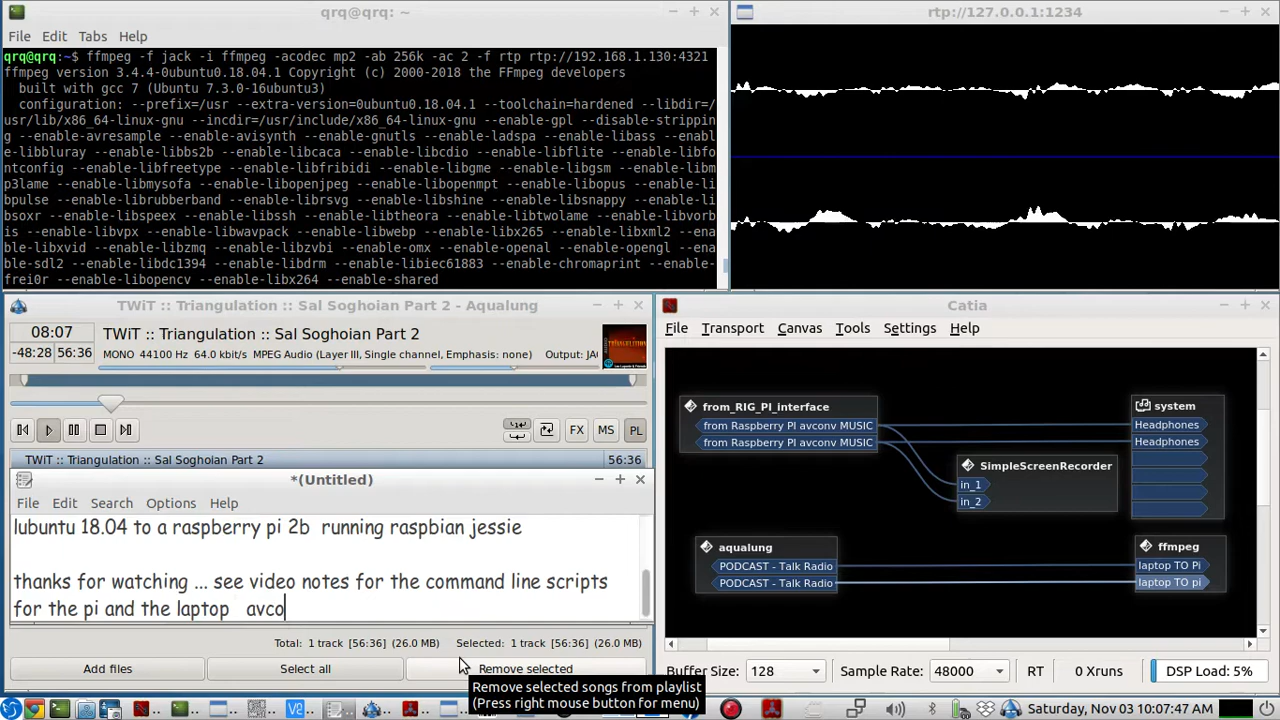 qrq@qrq: ~
File Edit Tabs Help
qrq@qrq:~$ ffmpeg -f jack -i ffmpeg -acodec mp2 -ab 256k -ac 2 -f rtp rtp://192.168.1.130:4321
ffmpeg version 3.4.4-0ubuntu0.18.04.1 Copyright (c) 2000-2018 the FFmpeg developers
built with gcc 7 (Ubuntu 7.3.0-16ubuntu3)
configuration: --prefix=/usr --extra-version=0ubuntu0.18.04.1 --toolchain=hardened --libdir=/
usr/lib/x86_64-linux-gnu --incdir=/usr/include/x86_64-linux-gnu --enable-gpl --disable-strippin
g --enable-avresample --enable-avisynth --enable-gnutls --enable-ladspa --enable-libass --enabl
e-libbluray --enable-libbs2b --enable-libcaca --enable-libcdio --enable-libflite --enable-libfo
ntconfig --enable-libfreetype --enable-libfribidi --enable-libgme --enable-libgsm --enable-libm
p3lame --enable-libmysofa --enable-libopenjpeg --enable-libopenmpt --enable-libopus --enable-li
bpulse --enable-librubberband --enable-librsvg --enable-libshine --enable-libsnappy --enable-li
bsoxr --enable-libspeex --enable-libssh --enable-libtheora --enable-libtwolame --enable-libvorb
is --enable-libvpx --enable-libwavpack --enable-libwebp --enable-libx265 --enable-libxml2 --ena
ble-libxvid --enable-libzmq --enable-libzvbi --enable-omx --enable-openal --enable-opengl --ena
ble-sdl2 --enable-libdc1394 --enable-libdrm --enable-libiec61883 --enable-chromaprint --enable-
frei0r --enable-libopencv --enable-libx264 --enable-shared
rtp://127.0.0.1:1234
TWiT :: Triangulation :: Sal Soghoian Part 2 - Aqualung
08:07
-48:28 56:36
TWiT :: Triangulation :: Sal Soghoian Part 2
MONO 44100 Hz 64.0 kbit/s MPEG Audio (Layer III, Single channel, Emphasis: none) Output: JA
FX MS PL
TWiT :: Triangulation :: Sal Soghoian Part 2 56:36
*(Untitled)
File Edit Search Options Help
lubuntu 18.04 to a raspberry pi 2b running raspbian jessie
thanks for watching ... see video notes for the command line scripts
for the pi and the laptop avco
Total: 1 track [56:36] (26.0 MB) Selected: 1 track [56:36] (26.0 MB)
Add files Select all Remove selected
Remove selected songs from playlist
(Press right mouse button for menu)
Catia
File Transport Canvas Tools Settings Help
from_RIG_PI_interface
from Raspberry PI avconv MUSIC
from Raspberry PI avconv MUSIC
system
Headphones
Headphones
SimpleScreenRecorder
in_1
in_2
aqualung
PODCAST - Talk Radio
PODCAST - Talk Radio
ffmpeg
laptop TO Pi
laptop TO pi
Buffer Size: 128 Sample Rate: 48000 RT 0 Xruns DSP Load: 5%
Saturday, Nov 03, 10:07:47